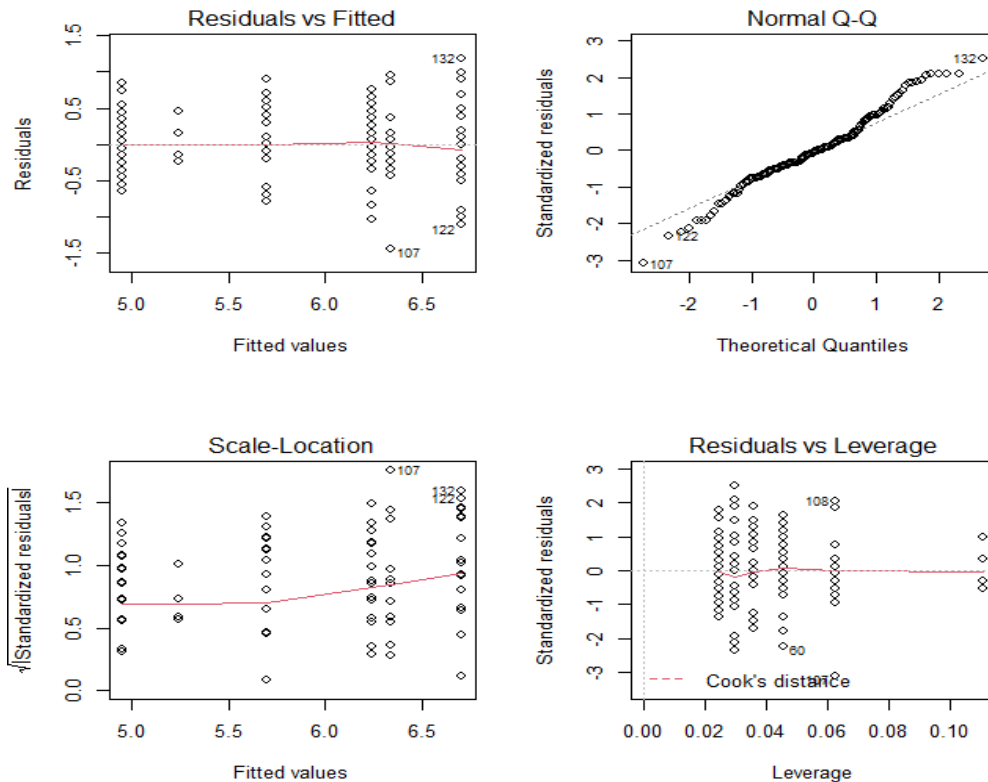 Residuals vs Fitted
Residuals
1.5
0.5
-0.5
-1.5
132
122
107
5.0 5.5 6.0 6.5
Fitted values
Normal Q-Q
Standardized residuals
3
2
1
0
-1
-2
-3
132
122
107
-2 -1 0 1 2
Theoretical Quantiles
Scale-Location
√|Standardized residuals|
1.5
1.0
0.5
0.0
107
132
122
5.0 5.5 6.0 6.5
Fitted values
Residuals vs Leverage
Standardized residuals
3
2
1
0
-1
-2
-3
108
60
107
Cook's distance
0.00 0.02 0.04 0.06 0.08 0.10
Leverage